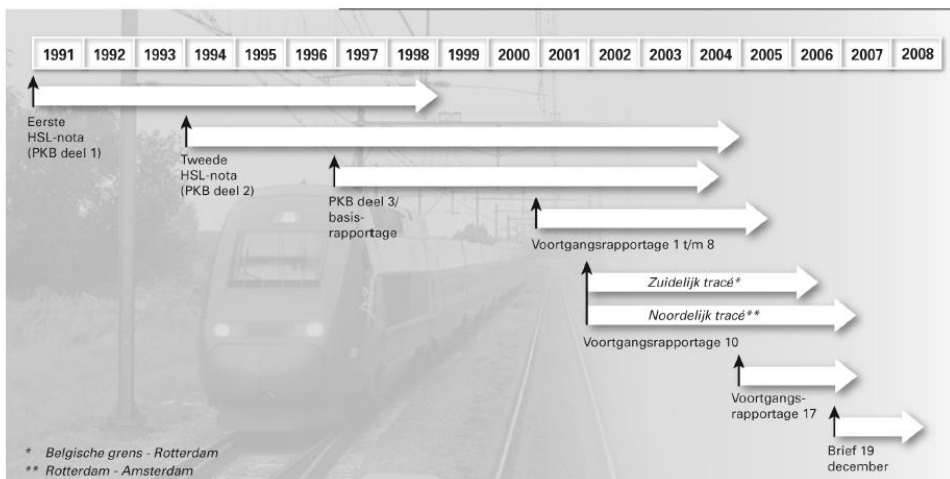 1991 1992 1993 1994 1995 1996 1997 1998 1999 2000 2001 2002 2003 2004 2005 2006 2007 2008
Eerste
HSL-nota
(PKB deel 1)
Tweede
HSL-nota
(PKB deel 2)
PKB deel 3/
basis-
rapportage
Voortgangsrapportage 1 t/m 8
Zuidelijk tracé*
Noordelijk tracé**
Voortgangsrapportage 10
Voortgangs-
rapportage 17
Brief 19
december
* Belgische grens - Rotterdam
** Rotterdam - Amsterdam